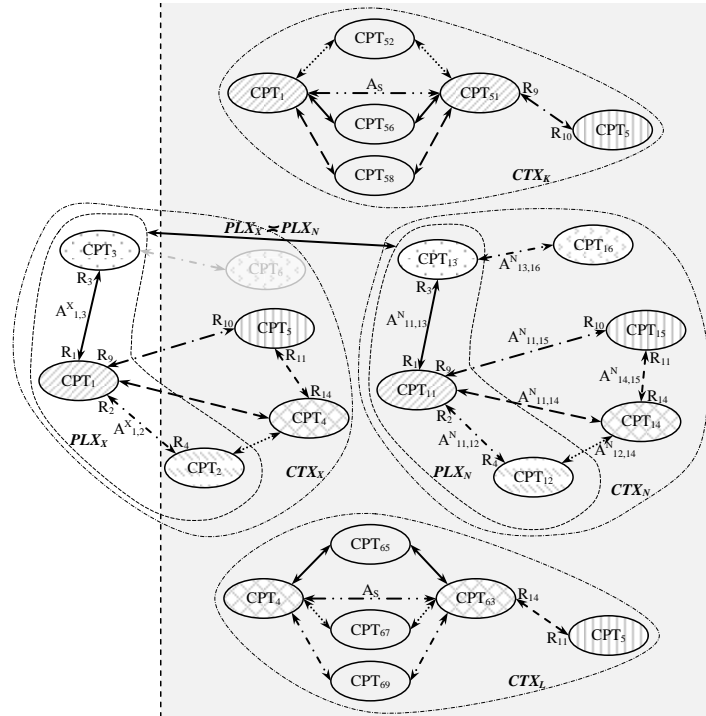 CPT52
CPT1
AS
CPT51
R9
CPT56
R10
CPT5
CPT58
CTXK
PLXX ≍ PLXN
CPT3
CPT6
R3
AX1,3
R10
CPT5
R1
R9
R11
CPT1
R2
R14
AX1,2
CPT4
R4
PLXX
CPT2
CTXX
CPT13
CPT16
AN13,16
R3
AN11,13
R10
CPT15
AN11,15
R1
R9
R11
CPT11
AN14,15
AN11,14
R14
R2
CPT14
AN11,12
AN12,14
R4
PLXN
CPT12
CTXN
CPT65
CPT4
AS
CPT63
R14
CPT67
R11
CPT5
CPT69
CTXL